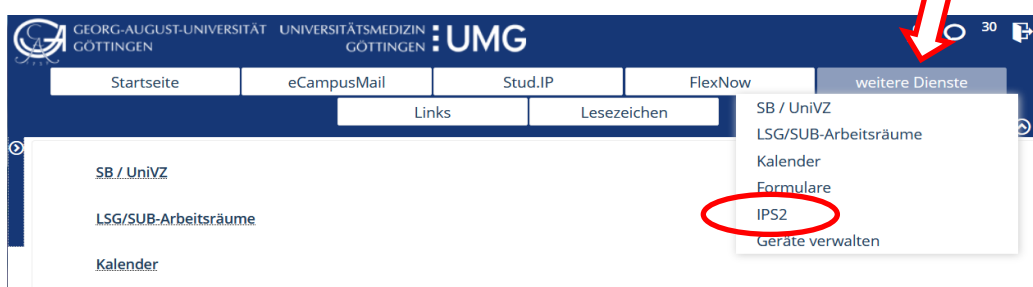 GEORG-AUGUST-UNIVERSITÄT GÖTTINGEN
UNIVERSITÄTSMEDIZIN GÖTTINGEN
UMG
30
Startseite
eCampusMail
Stud.IP
FlexNow
weitere Dienste
Links
Lesezeichen
SB / UniVZ
LSG/SUB-Arbeitsräume
Kalender
Formulare
IPS2
Geräte verwalten
SB / UniVZ
LSG/SUB-Arbeitsräume
Kalender